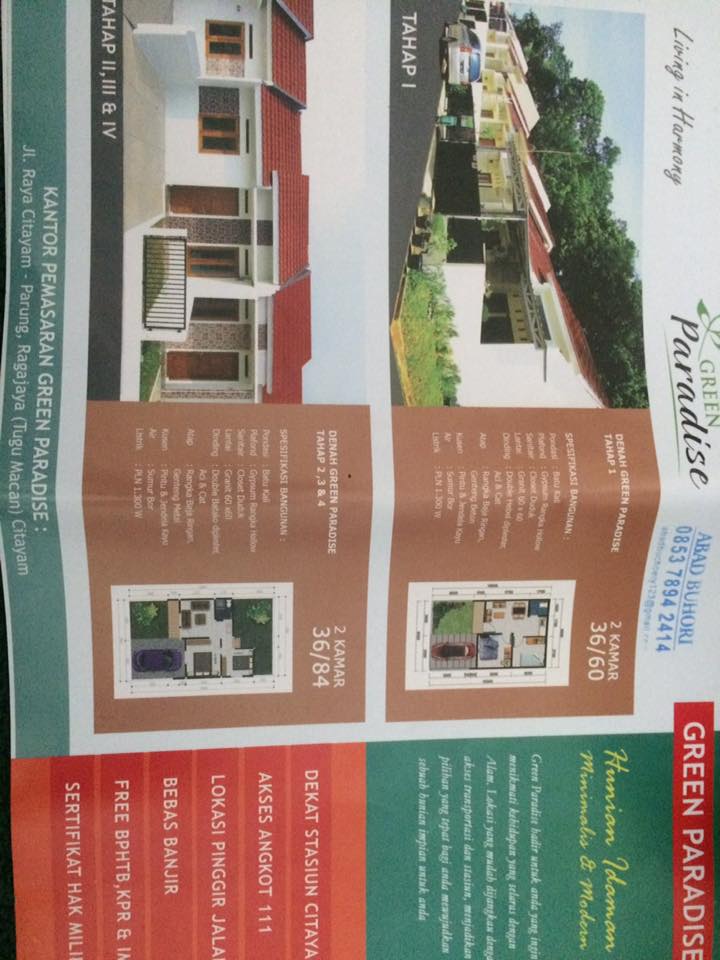 Living in Harmony
GREEN
Paradise
ABAD BUHORI
0853 7894 2414
GREEN PARADISE
DENAH GREEN PARADISE
TAHAP 1
2 KAMAR
36/60
SPESIFIKASI BANGUNAN :
Pondasi : Batu Kali
Plafond : Gypsum Rangka Hollow
Sanitair : Closet Duduk
Lantai : Granit 60 x 60
Dinding : Double Hebel diplester,
Aci & Cat
Atap : Rangka Baja Ringan,
Genteng Beton
Kusen : Pintu & Jendela Kayu
Air : Sumur Bor
Listrik : PLN 1.300 W
TAHAP I
Hunian Idaman
Minimalis & Modern
Green Paradise hadir untuk anda yang ingin
menikmati kehidupan yang selaras dengan
Alam. Lokasi yang mudah dijangkau denga
akses transportasi dan stasiun, menjadikan
pilihan yang tepat bagi anda mewujudkan
sebuah hunian impian untuk anda
DENAH GREEN PARADISE
TAHAP 2 ,3 & 4
2 KAMAR
36/84
SPESIFIKASI BANGUNAN :
Pondasi : Batu Kali
Plafond : Gypsum Rangka Hollow
Sanitair : Closet Duduk
Lantai : Granit 60 x60
Dinding : Double Batako diplester,
Aci & Cat
Atap : Rangka Baja Ringan,
Genteng Metal
Kusen : Pintu & Jendela Kayu
Air : Sumur Bor
Listrik : PLN 1.300 W
TAHAP II,III & IV
DEKAT STASIUN CITAYA
AKSES ANGKOT 111
LOKASI PINGGIR JALA
BEBAS BANJIR
FREE BPHTB,KPR & IM
SERTIFIKAT HAK MILI
KANTOR PEMASARAN GREEN PARADISE :
Jl. Raya Citayam - Parung, Ragajaya (Tugu Macan) Citayam